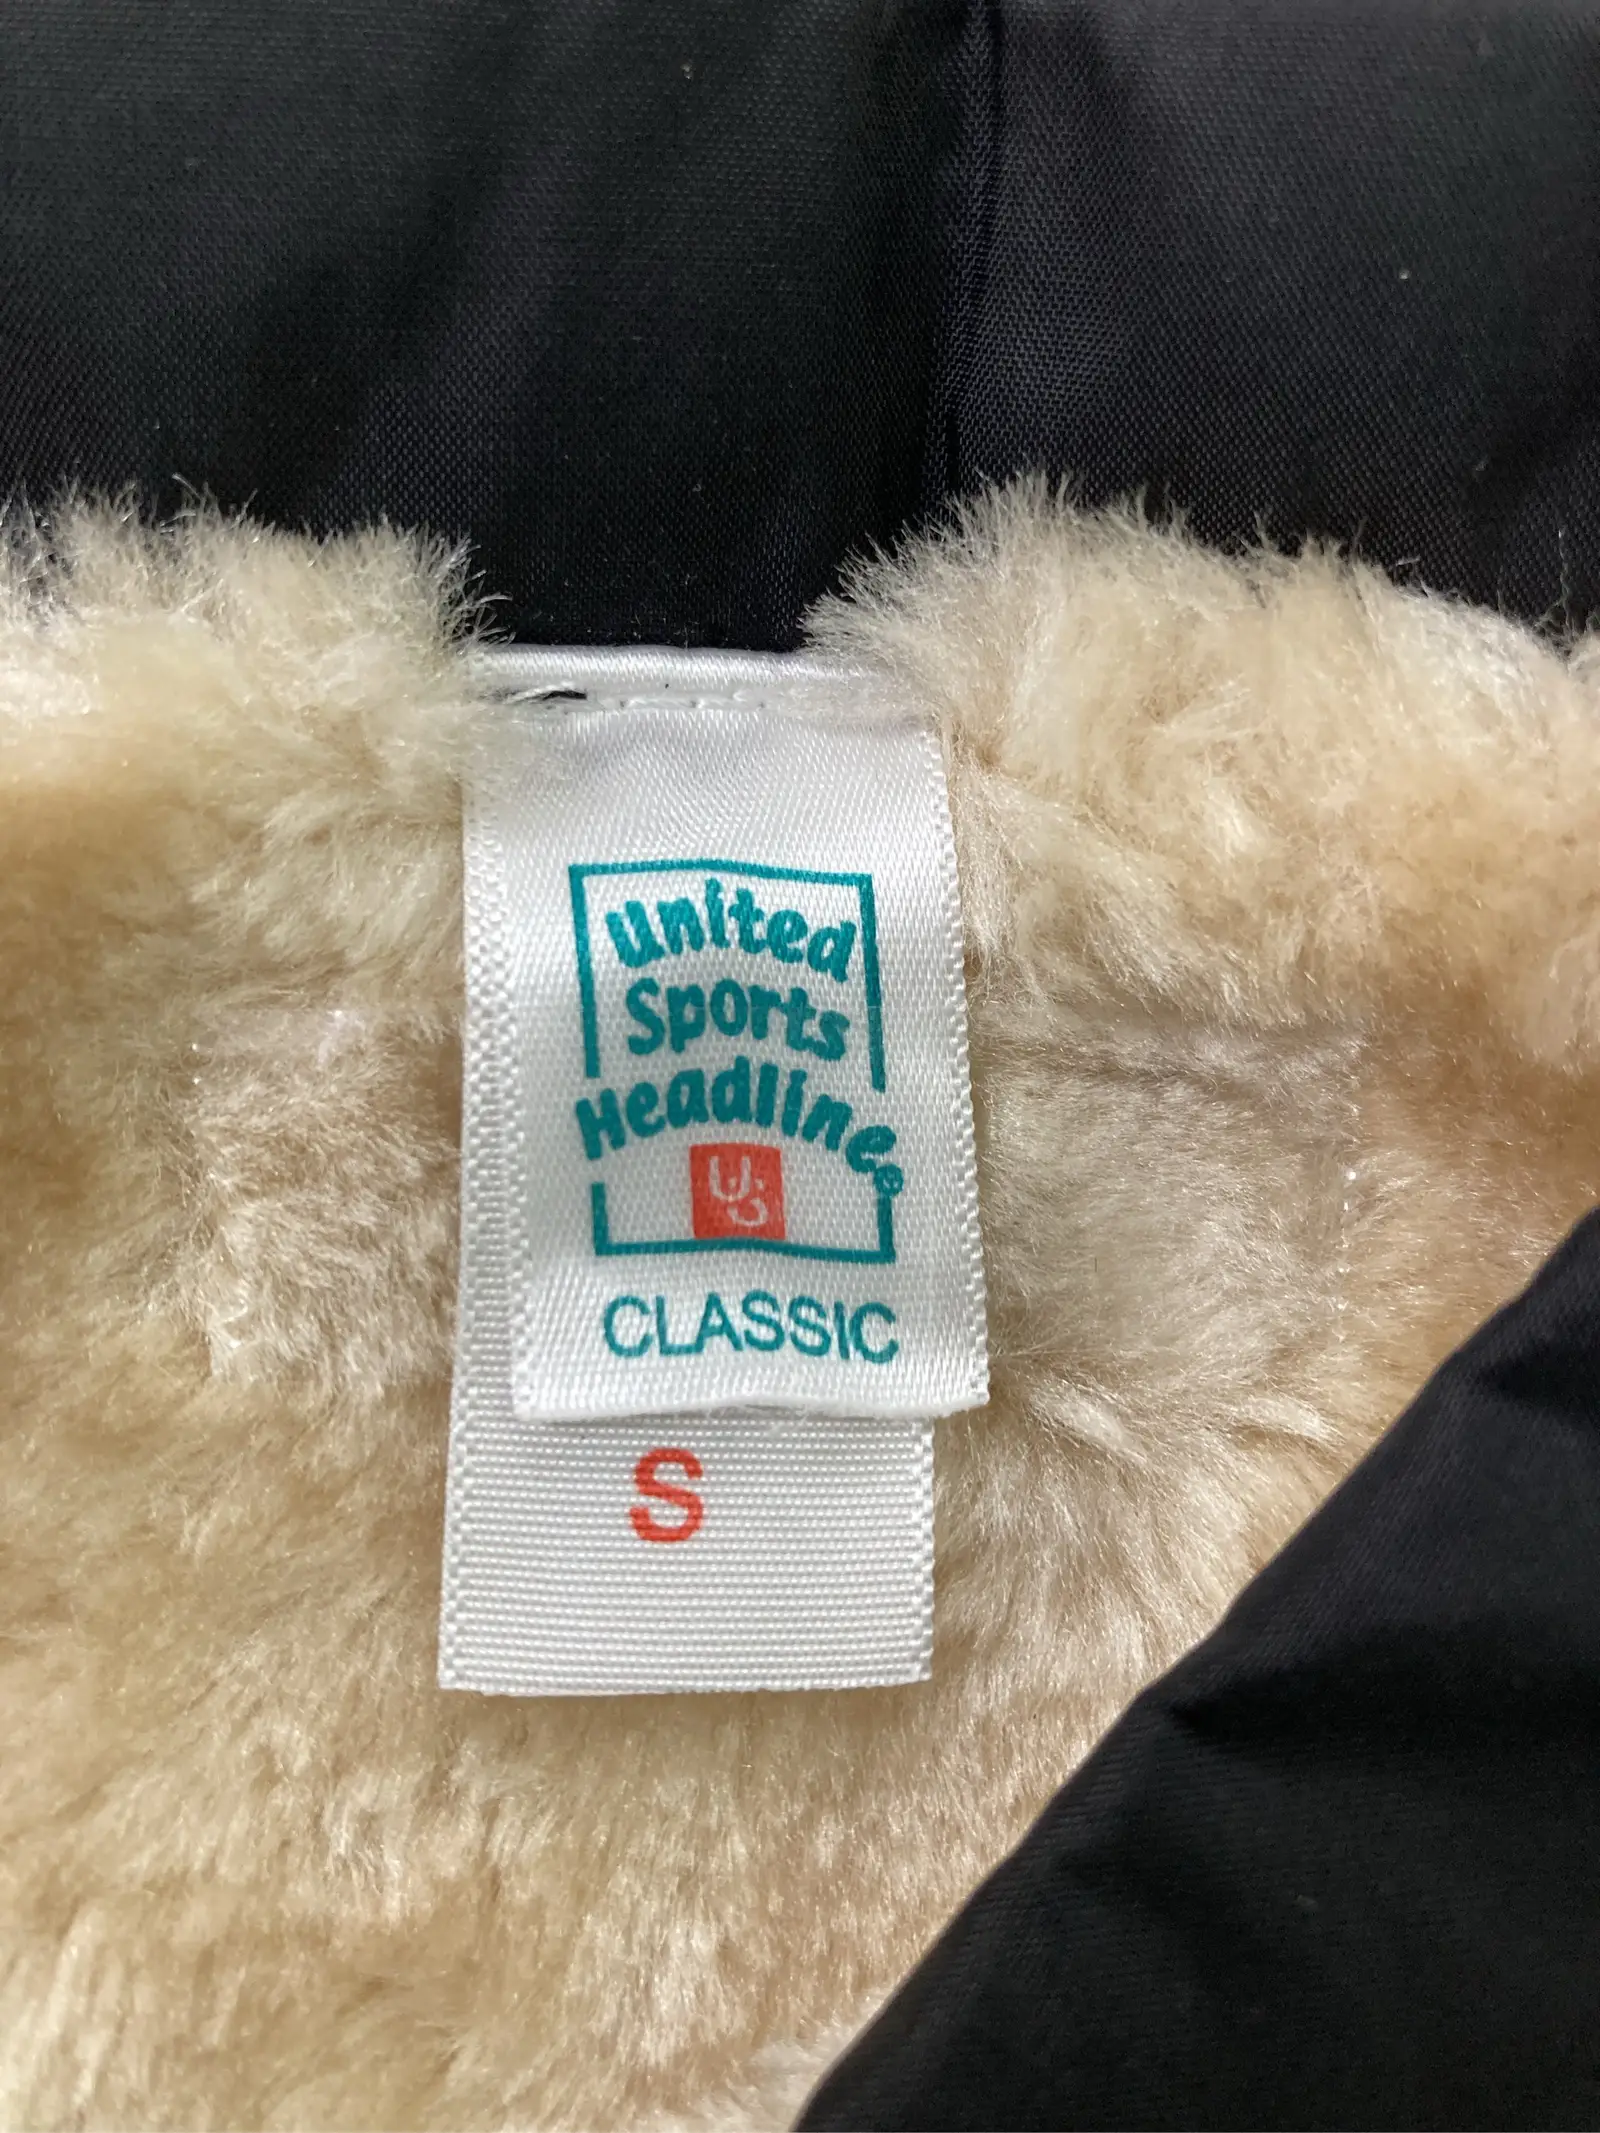 United
Sports
Headline®
CLASSIC
S